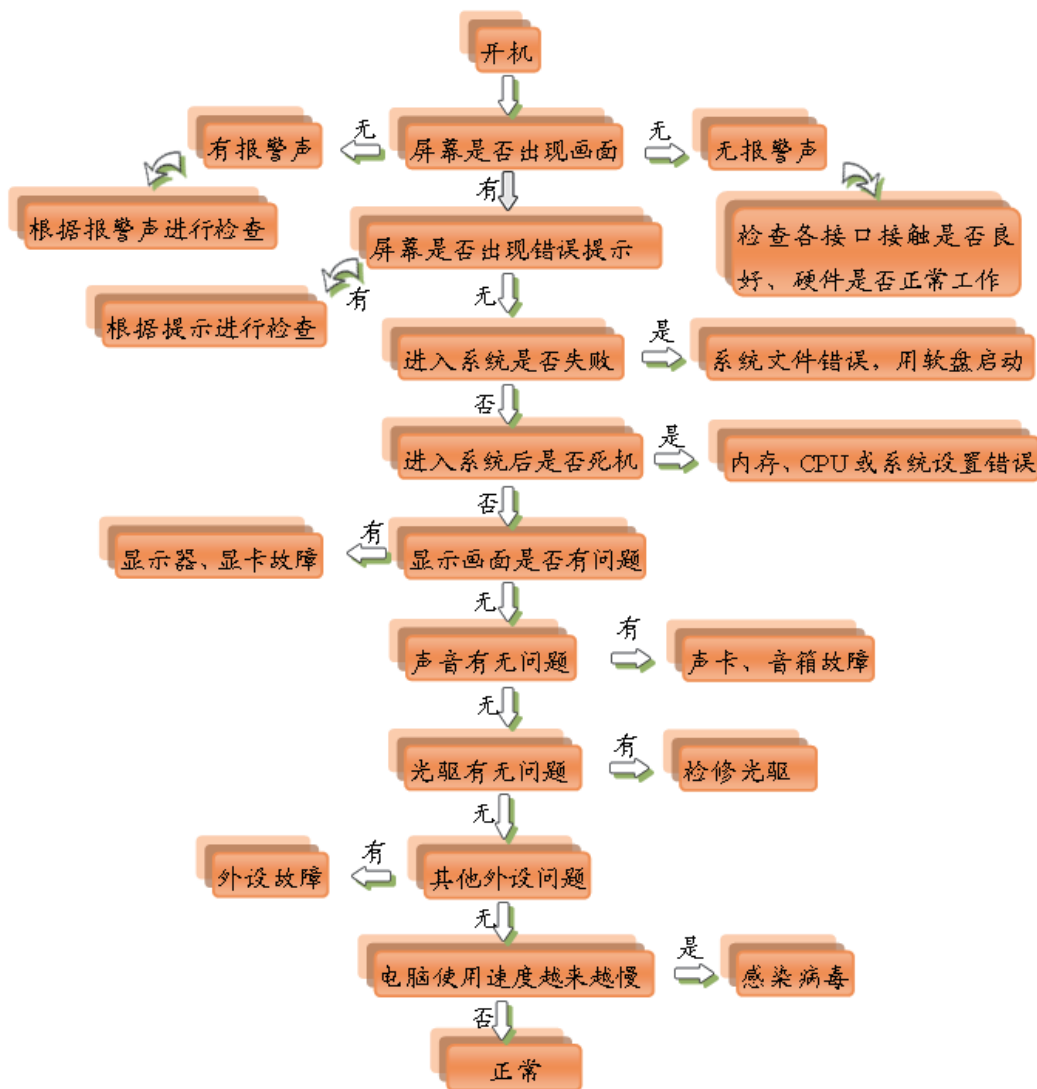 开机
无
无
有报警声
屏幕是否出现画面
无报警声
有
根据报警声进行检查
检查各接口接触是否良
好、硬件是否正常工作
屏幕是否出现错误提示
有
无
根据提示进行检查
进入系统是否失败
是
系统文件错误，用软盘启动
否
进入系统后是否死机
是
内存、CPU或系统设置错误
否
显示器、显卡故障
有
显示画面是否有问题
无
声音有无问题
有
声卡、音箱故障
无
光驱有无问题
有
检修光驱
无
外设故障
有
其他外设问题
无
电脑使用速度越来越慢
是
感染病毒
否
正常